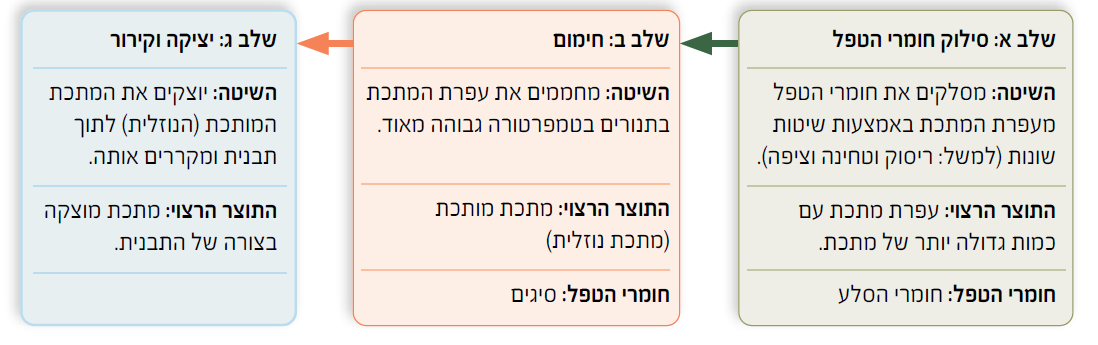 שלב א: סילוק חומרי הטפל
השיטה: מסלקים את חומרי הטפל
מעפרת המתכת באמצעות שיטות
שונות (למשל: ריסוק וטחינה וציפה).
התוצר הרצוי: עפרת מתכת עם
כמות גדולה יותר של מתכת.
חומרי הטפל: חומרי הסלע
שלב ב: חימום
השיטה: מחממים את עפרת המתכת
בתנורים בטמפרטורה גבוהה מאוד.
התוצר הרצוי: מתכת מותכת
(מתכת נוזלית)
חומרי הטפל: סיגים
שלב ג: יציקה וקירור
השיטה: יוצקים את המתכת
המותכת (הנוזלית) לתוך
תבנית ומקררים אותה.
התוצר הרצוי: מתכת מוצקה
בצורה של התבנית.